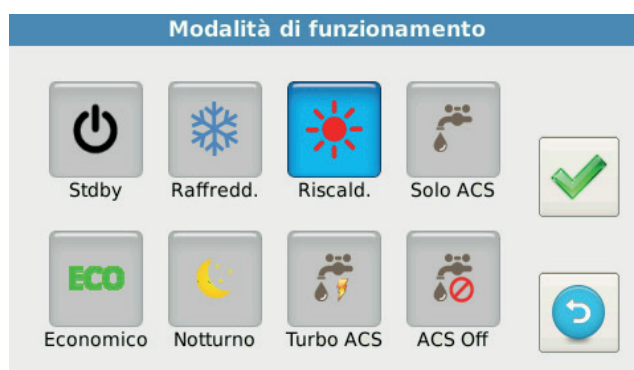 Modalità di funzionamento
Stdby Raffredd. Riscald. Solo ACS
ECO
Economico Notturno Turbo ACS ACS Off